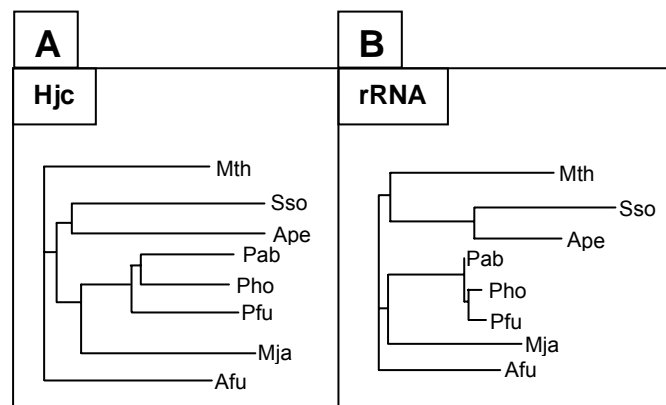 A
Hjc
Mth
Sso
Ape
Pab
Pho
Pfu
Mja
Afu
B
rRNA
Mth
Sso
Ape
Pab
Pho
Pfu
Mja
Afu